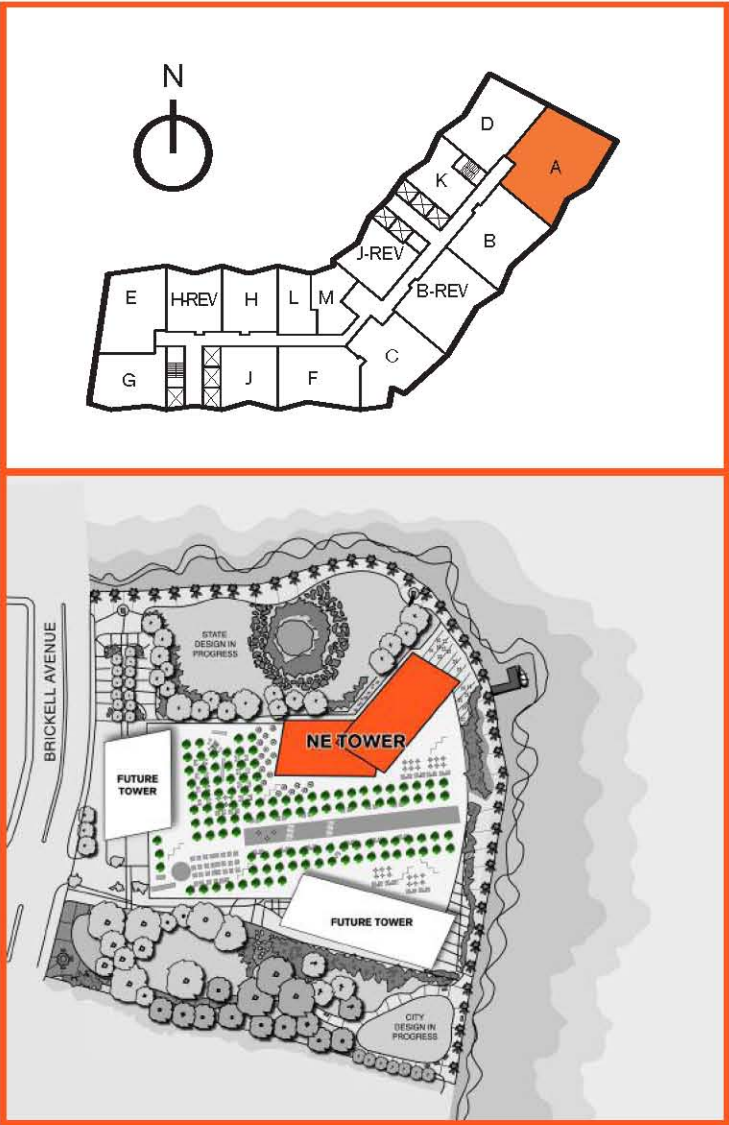 N
D
A
K
B
J-REV
B-REV
E
H-REV
H
L
M
C
G
J
F
BRICKELL AVENUE
STATE
DESIGN IN
PROGRESS
NE TOWER
FUTURE
TOWER
FUTURE TOWER
CITY
DESIGN IN
PROGRESS